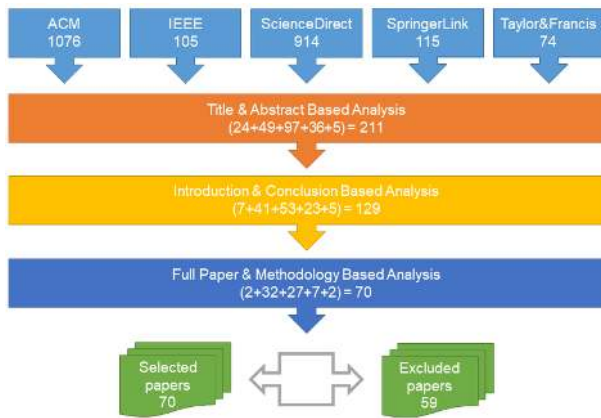 ACM
1076
IEEE
105
ScienceDirect
914
SpringerLink
115
Taylor&Francis
74
Title & Abstract Based Analysis
(24+49+97+36+5) = 211
Introduction & Conclusion Based Analysis
(7+41+53+23+5) = 129
Full Paper & Methodology Based Analysis
(2+32+27+7+2) = 70
Selected
papers
70
Excluded
papers
59